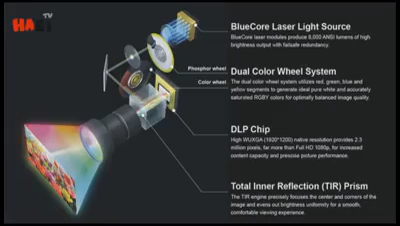 HABT TV
BlueCore Laser Light Source
BlueCore laser modules produce 6,000 ANSI lumens of high
brightness output with failsafe redundancy.
Phosphor wheel
Color wheel
Dual Color Wheel System
The dual color wheel system utilizes red, green, blue and
yellow segments to generate ideal pure white and accurately
saturated RGBY colors for optimally balanced image quality.
DLP Chip
High WUXGA (1920*1200) native resolution provides 2.3
million pixels, far more than Full HD 1080p, for increased
content capacity and presice poture performance.
Total Inner Reflection (TIR) Prism
The TIR engine precisely focuses the center and corners of the
image and evens out brightness uniformity for a smooth,
comfortable viewing experience.